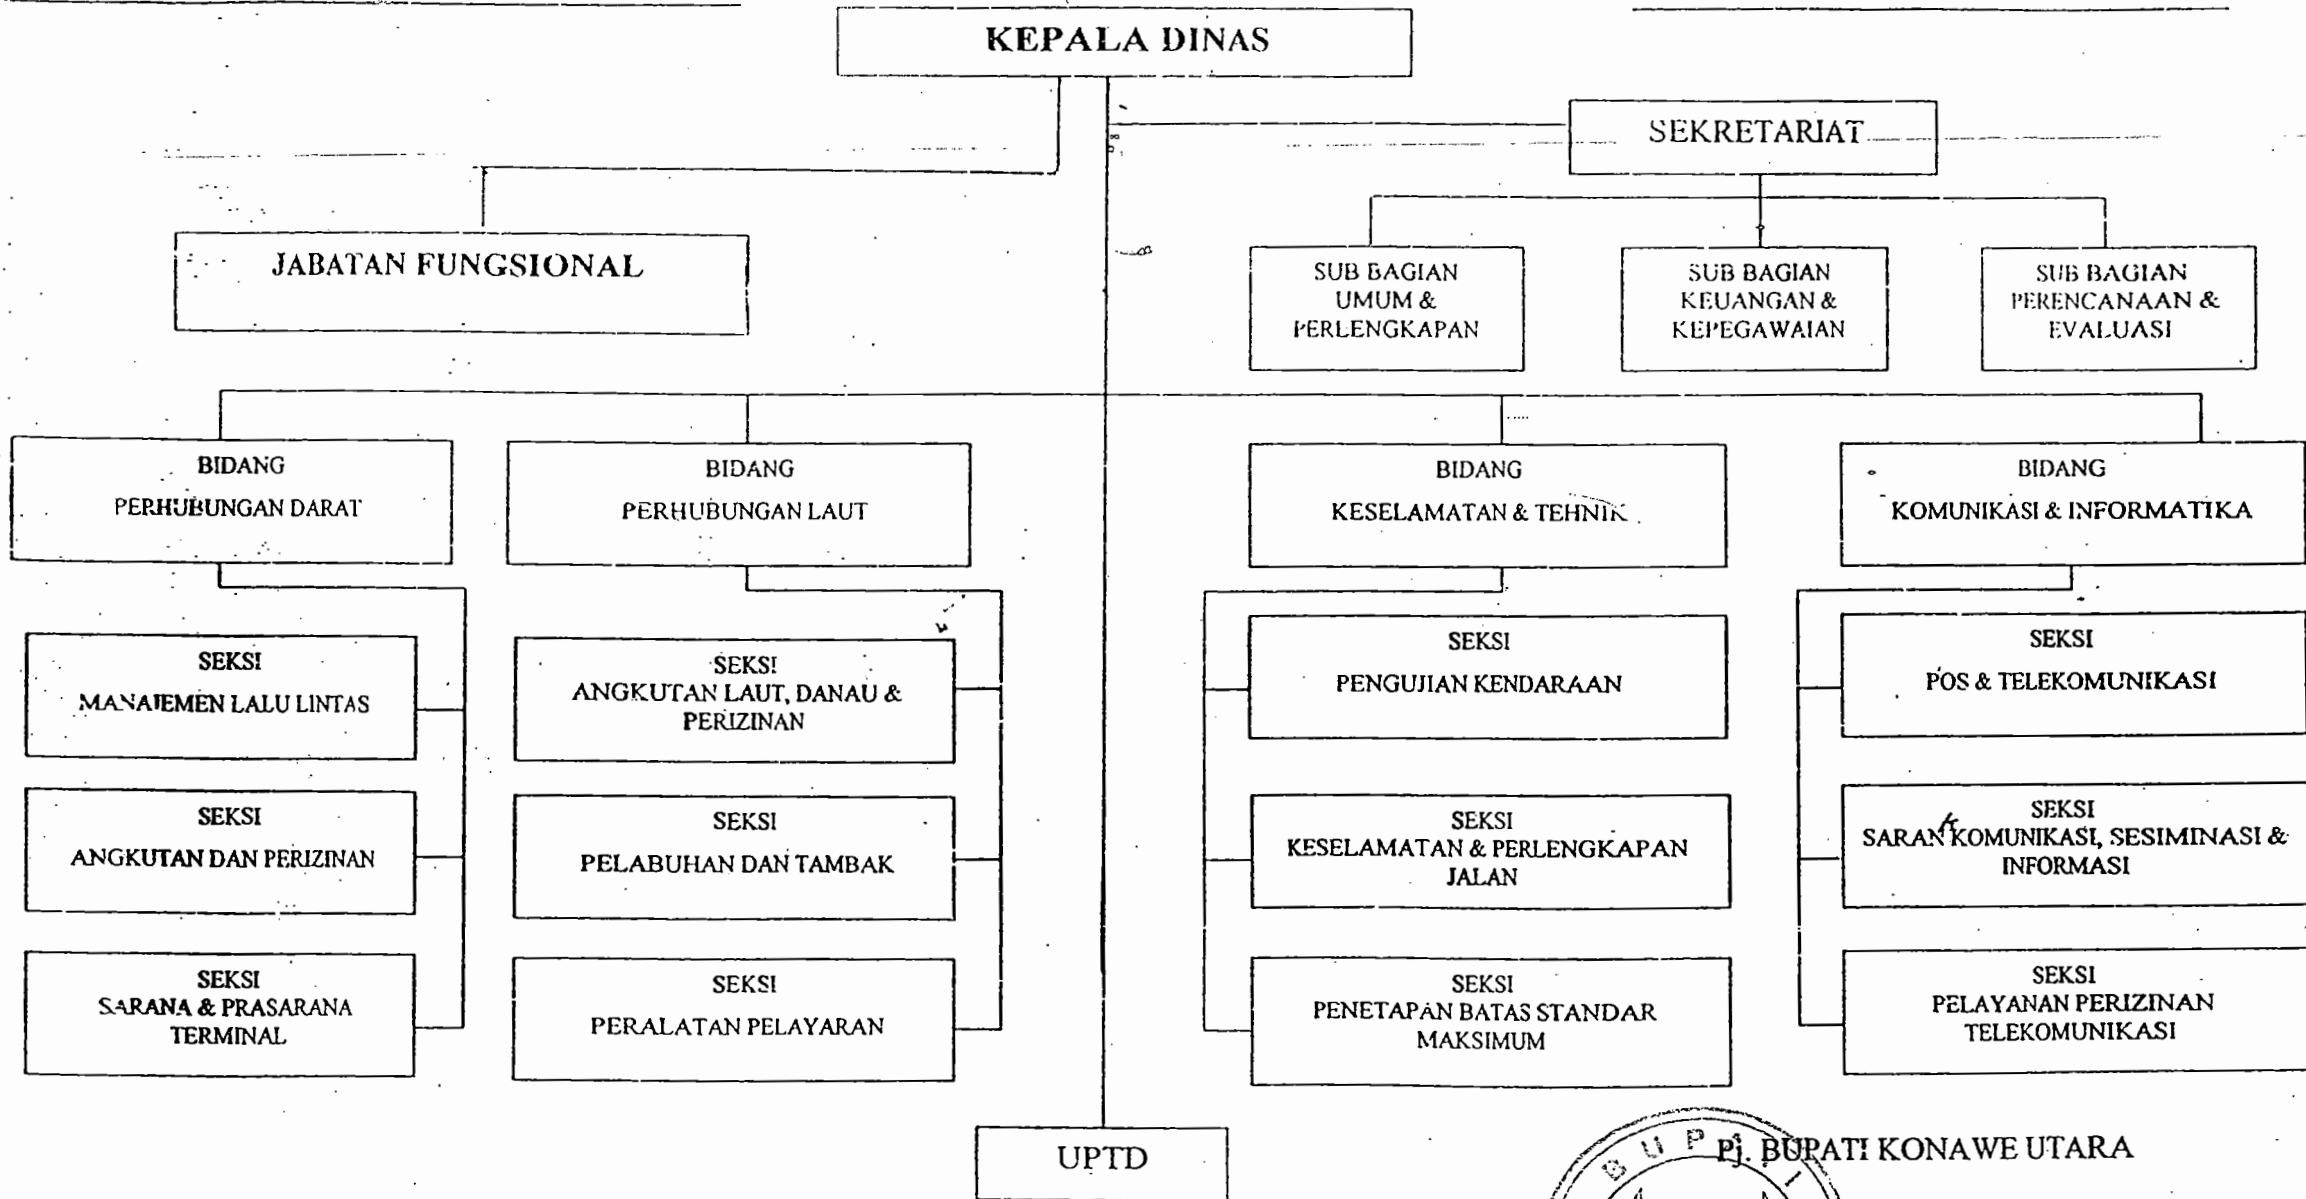 KEPALA DINAS
SEKRETARIAT
JABATAN FUNGSIONAL
SUB BAGIAN
UMUM &
PERLENGKAPAN
SUB BAGIAN
KEUANGAN &
KEPEGAWAIAN
SUB BAGIAN
PERENCANAAN &
EVALUASI
BIDANG
PERHUBUNGAN DARAT
BIDANG
PERHUBUNGAN LAUT
BIDANG
KESELAMATAN & TEHNIK
BIDANG
KOMUNIKASI & INFORMATIKA
SEKSI
MANAJEMEN LALU LINTAS
SEKSI
ANGKUTAN LAUT, DANAU &
PERIZINAN
SEKSI
PENGUJIAN KENDARAAN
SEKSI
POS & TELEKOMUNIKASI
SEKSI
ANGKUTAN DAN PERIZINAN
SEKSI
PELABUHAN DAN TAMBAK
SEKSI
KESELAMATAN & PERLENGKAPAN
JALAN
SEKSI
SARAN KOMUNIKASI, SESIMINASI &
INFORMASI
SEKSI
SARANA & PRASARANA
TERMINAL
SEKSI
PERALATAN PELAYARAN
SEKSI
PENETAPAN BATAS STANDAR
MAKSIMUM
SEKSI
PELAYANAN PERIZINAN
TELEKOMUNIKASI
UPTD
Pj. BUPATI KONAWE UTARA
BUPATI